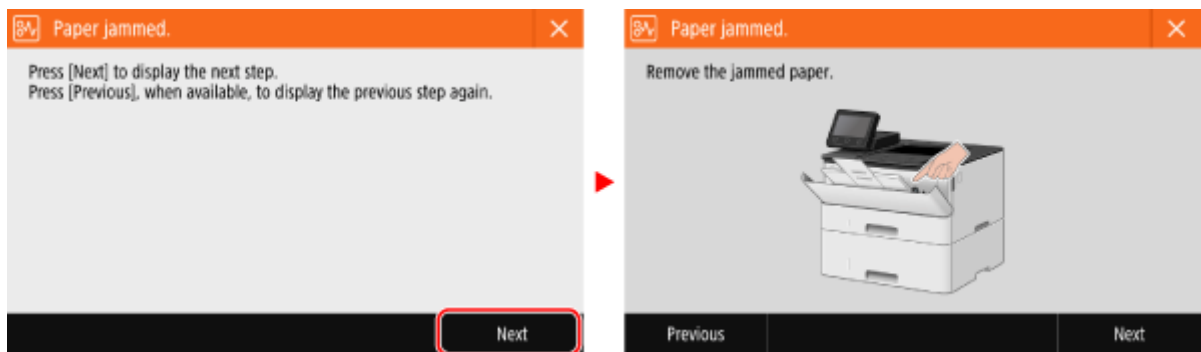 Paper jammed.
Press [Next] to display the next step.
Press [Previous], when available, to display the previous step again.
Next
Paper jammed.
Remove the jammed paper.
Previous
Next